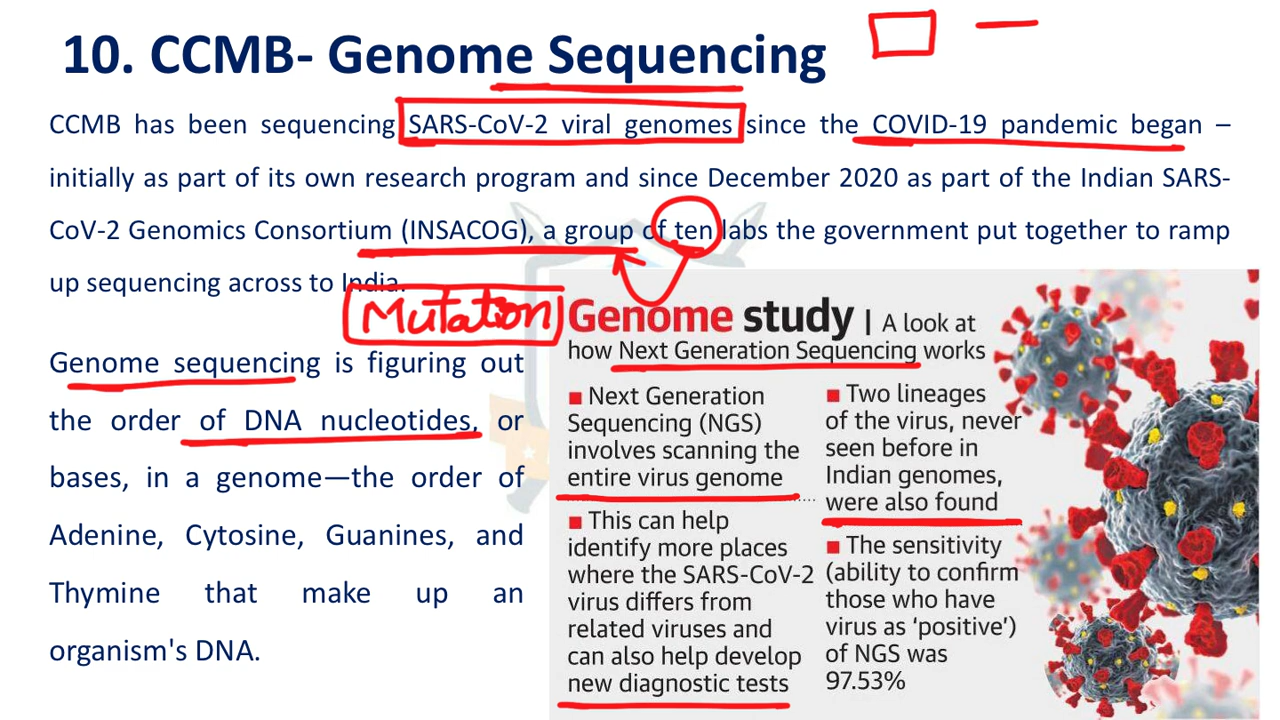 10. CCMB- Genome Sequencing
CCMB has been sequencing SARS-CoV-2 viral genomes since the COVID-19 pandemic began –
initially as part of its own research program and since December 2020 as part of the Indian SARS-
CoV-2 Genomics Consortium (INSACOG), a group of ten labs the government put together to ramp
up sequencing across to India.
Mutation
Genome sequencing is figuring out
the order of DNA nucleotides, or
bases, in a genome—the order of
Adenine, Cytosine, Guanines, and
Thymine that make up an
organism's DNA.
Genome study | A look at
how Next Generation Sequencing works
■ Next Generation
Sequencing (NGS)
involves scanning the
entire virus genome
■ This can help
identify more places
where the SARS-CoV-2
virus differs from
related viruses and
can also help develop
new diagnostic tests
■ Two lineages
of the virus, never
seen before in
Indian genomes,
were also found
■ The sensitivity
(ability to confirm
those who have
virus as ‘positive’)
of NGS was
97.53%